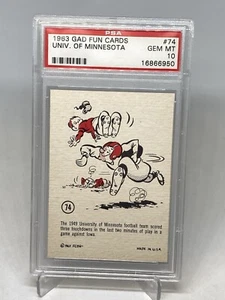 PSA
1963 GAD FUN CARDS #74
UNIV. OF MINNESOTA GEM MT
10
16866950
74
The 1949 University of Minnesota football team scored
three touchdowns in the last two minutes of play in a
game against Iowa.
MADE IN U.S.A.